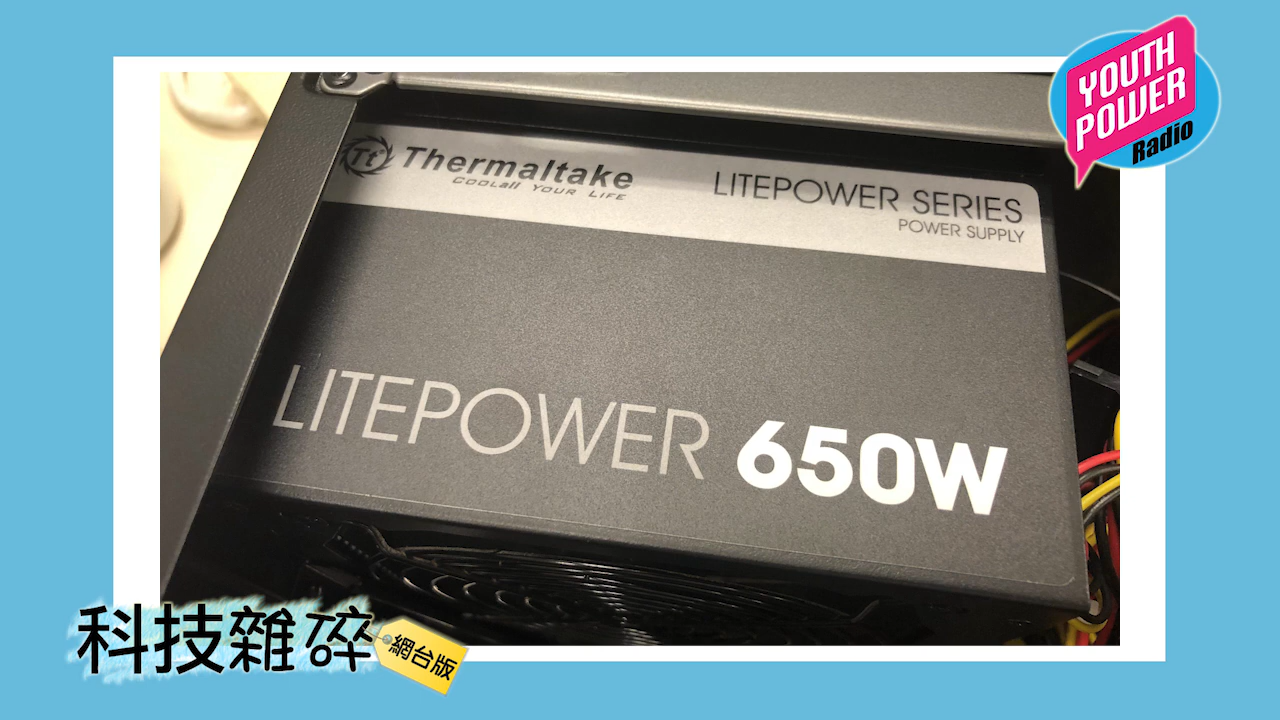 YOUTH
POWER
Radio
Tt Thermaltake
COOLall YOUR LIFE
LITEPOWER SERIES
POWER SUPPLY
LITEPOWER 650W
科技雜碎
網台版